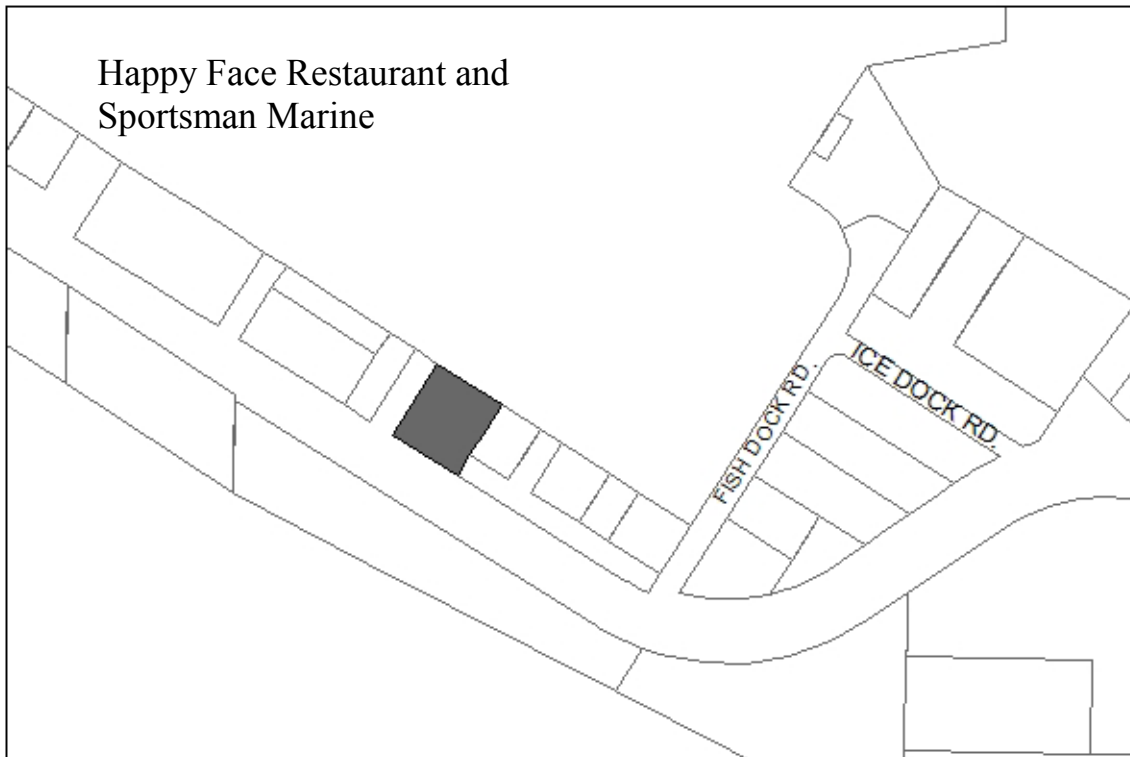 Happy Face Restaurant and
Sportsman Marine
ICE DOCK RD.
FISH DOCK RD.